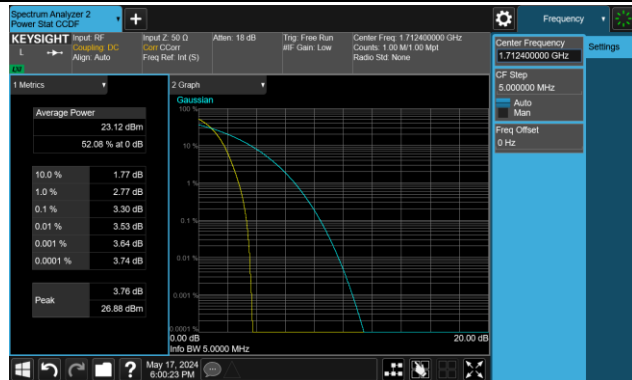 Spectrum Analyzer 2
Power Stat CCDF
Frequency
KEYSIGHT
L
Input: RF
Coupling: DC
Align: Auto
Input Z: 50 Ω
Corr CCorr
Freq Ref: Int (S)
Atten: 18 dB
Trig: Free Run
#IF Gain: Low
Center Freq: 1.712400000 GHz
Counts: 1.00 M/1.00 Mpt
Radio Std: None
Center Frequency
1.712400000 GHz
Settings
CF Step
5.000000 MHz
Auto
Man
Freq Offset
0 Hz
1 Metrics
Average Power
23.12 dBm
52.08 % at 0 dB
10.0 % 1.77 dB
1.0 % 2.77 dB
0.1 % 3.30 dB
0.01 % 3.53 dB
0.001 % 3.64 dB
0.0001 % 3.74 dB
Peak
3.76 dB
26.88 dBm
2 Graph
Gaussian
100 %
10 %
1 %
0.1 %
0.01 %
0.001 %
0.0001 %
0.00 dB 20.00 dB
Info BW 5.0000 MHz
?
May 17, 2024
6:00:23 PM